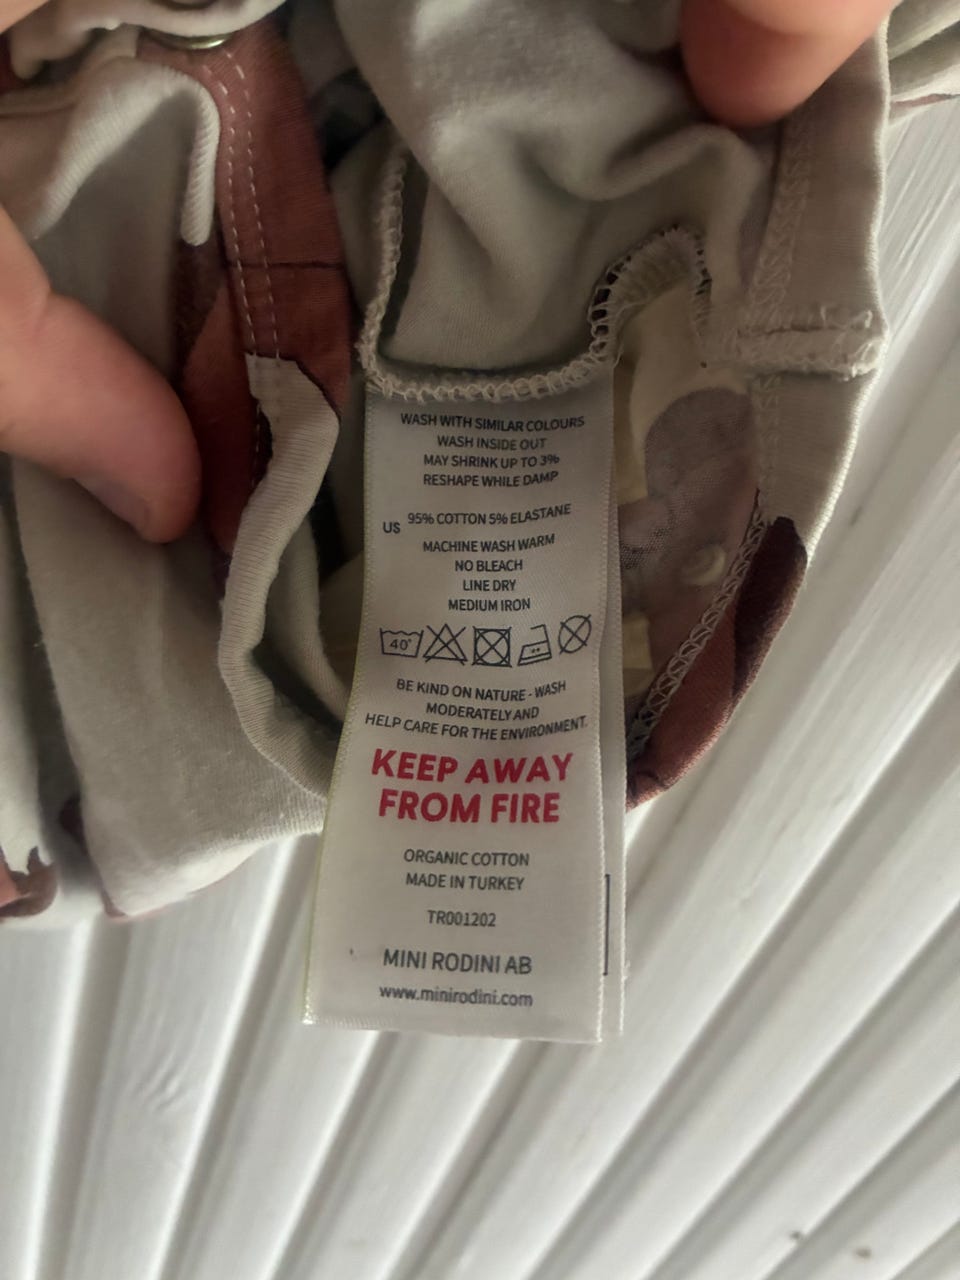 WASH WITH SIMILAR COLOURS
WASH INSIDE OUT
MAY SHRINK UP TO 3%
RESHAPE WHILE DAMP
US 95% COTTON 5% ELASTANE
MACHINE WASH WARM
NO BLEACH
LINE DRY
MEDIUM IRON
40°
BE KIND ON NATURE - WASH
MODERATELY AND
HELP CARE FOR THE ENVIRONMENT.
KEEP AWAY
FROM FIRE
ORGANIC COTTON
MADE IN TURKEY
TR001202
MINI RODINI AB
www.minirodini.com